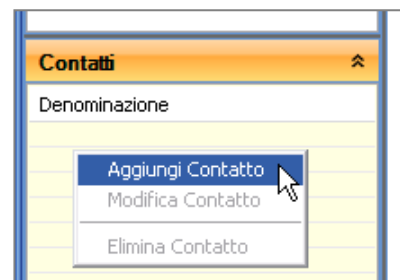 Contatti
Denominazione
Aggiungi Contatto
Modifica Contatto
Elimina Contatto